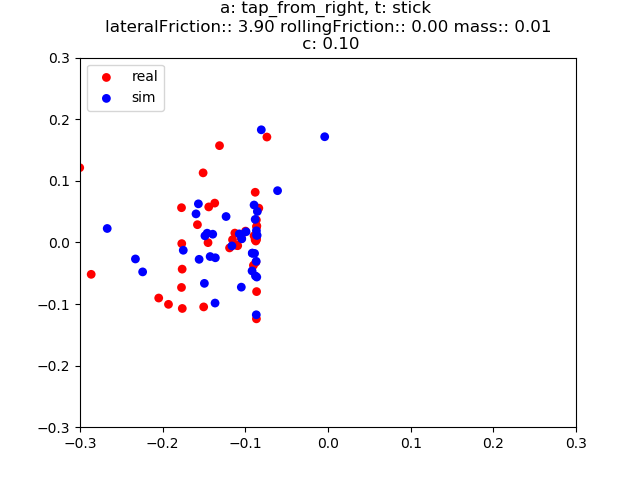 a: tap_from_right, t: stick
lateralFriction:: 3.90 rollingFriction:: 0.00 mass:: 0.01
c: 0.10
0.3
real
sim
0.2
0.1
0.0
−0.1
−0.2
−0.3
−0.3 −0.2 −0.1 0.0 0.1 0.2 0.3